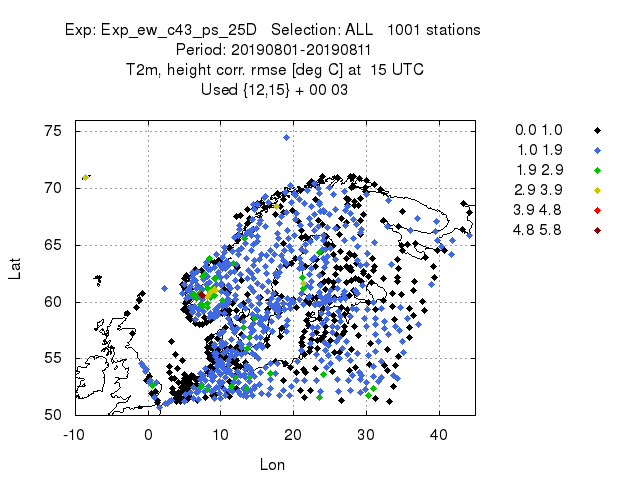 Exp: Exp_ew_c43_ps_25D Selection: ALL 1001 stations
Period: 20190801-20190811
T2m, height corr. rmse [deg C] at 15 UTC
Used {12,15} + 00 03
75
70
65
60
55
50
-10 0 10 20 30 40
Lat
Lon
0.0 1.0
1.0 1.9
1.9 2.9
2.9 3.9
3.9 4.8
4.8 5.8